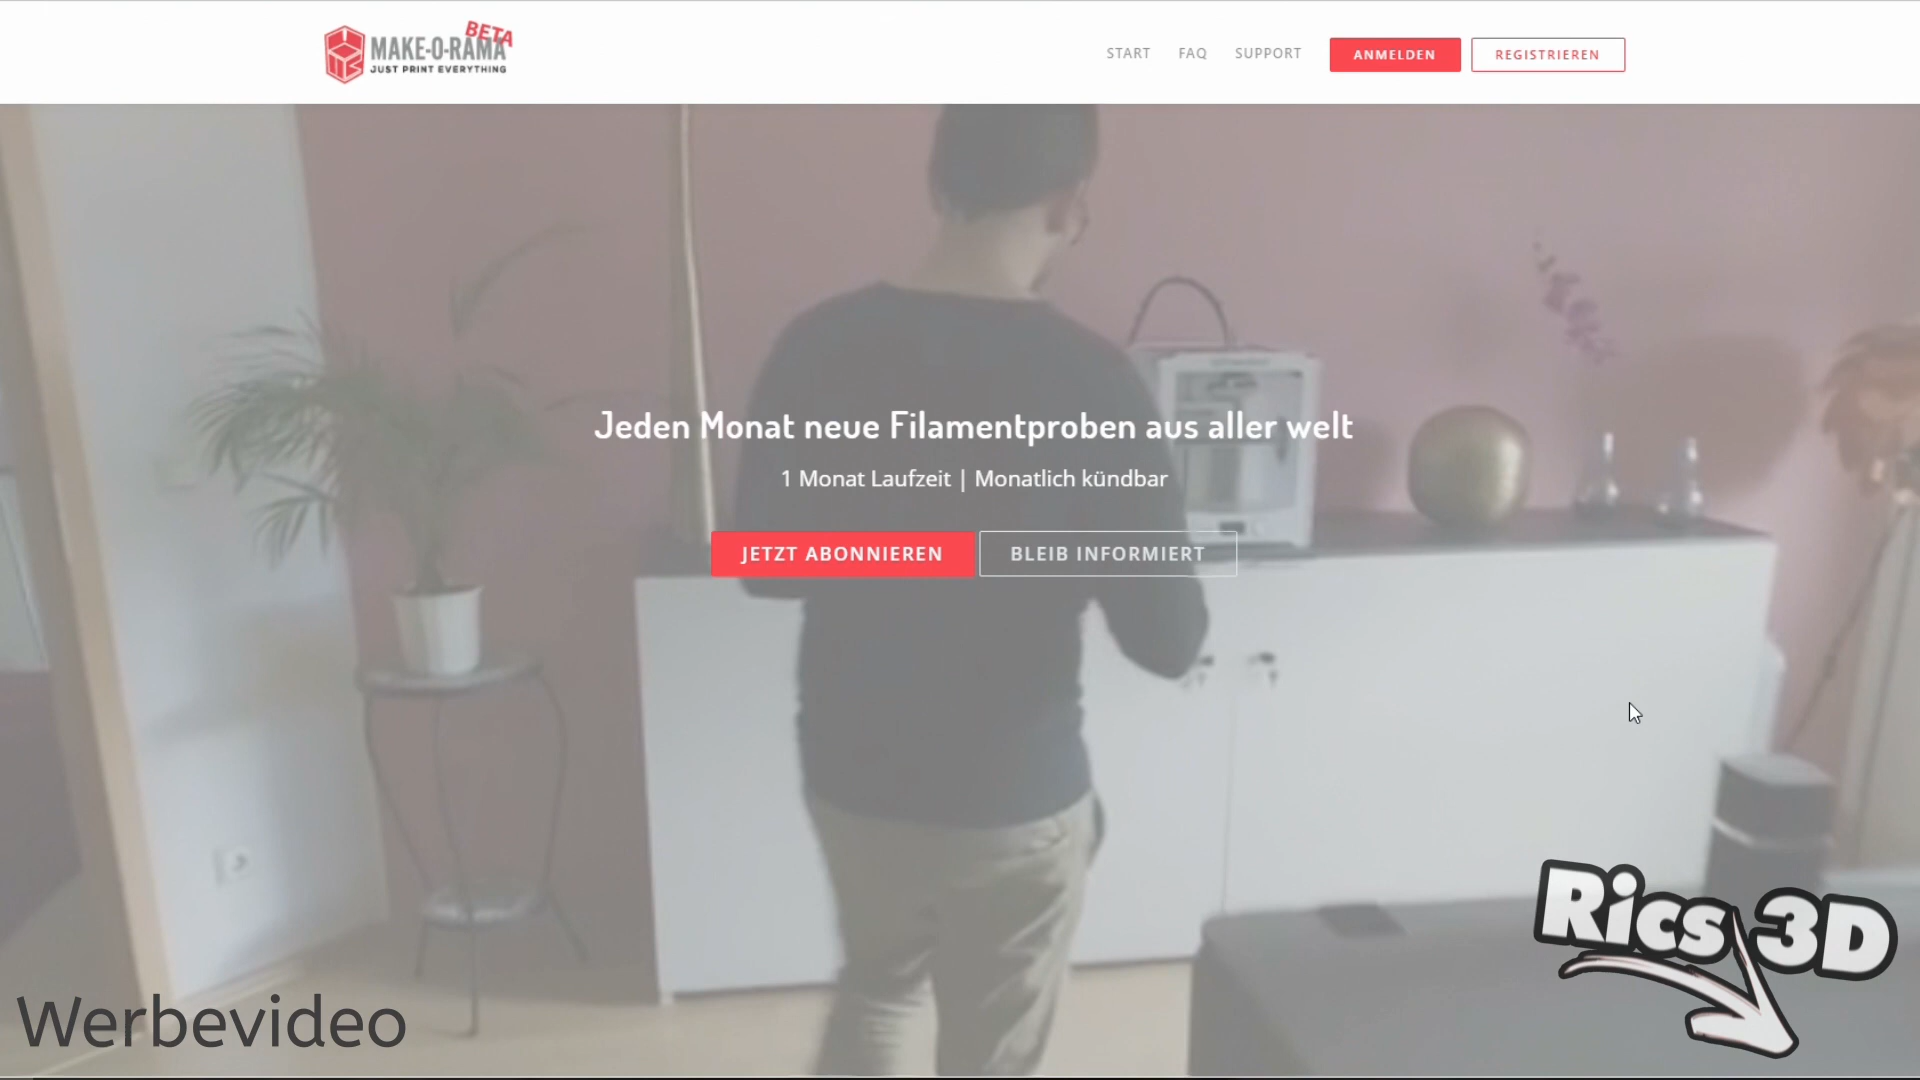 MAKE-O-RAMA
BETA
JUST PRINT EVERYTHING
START FAQ SUPPORT ANMELDEN REGISTRIEREN
Jeden Monat neue Filamentproben aus aller welt
1 Monat Laufzeit | Monatlich kündbar
JETZT ABONNIEREN BLEIB INFORMIERT
Rics 3D
Werbevideo